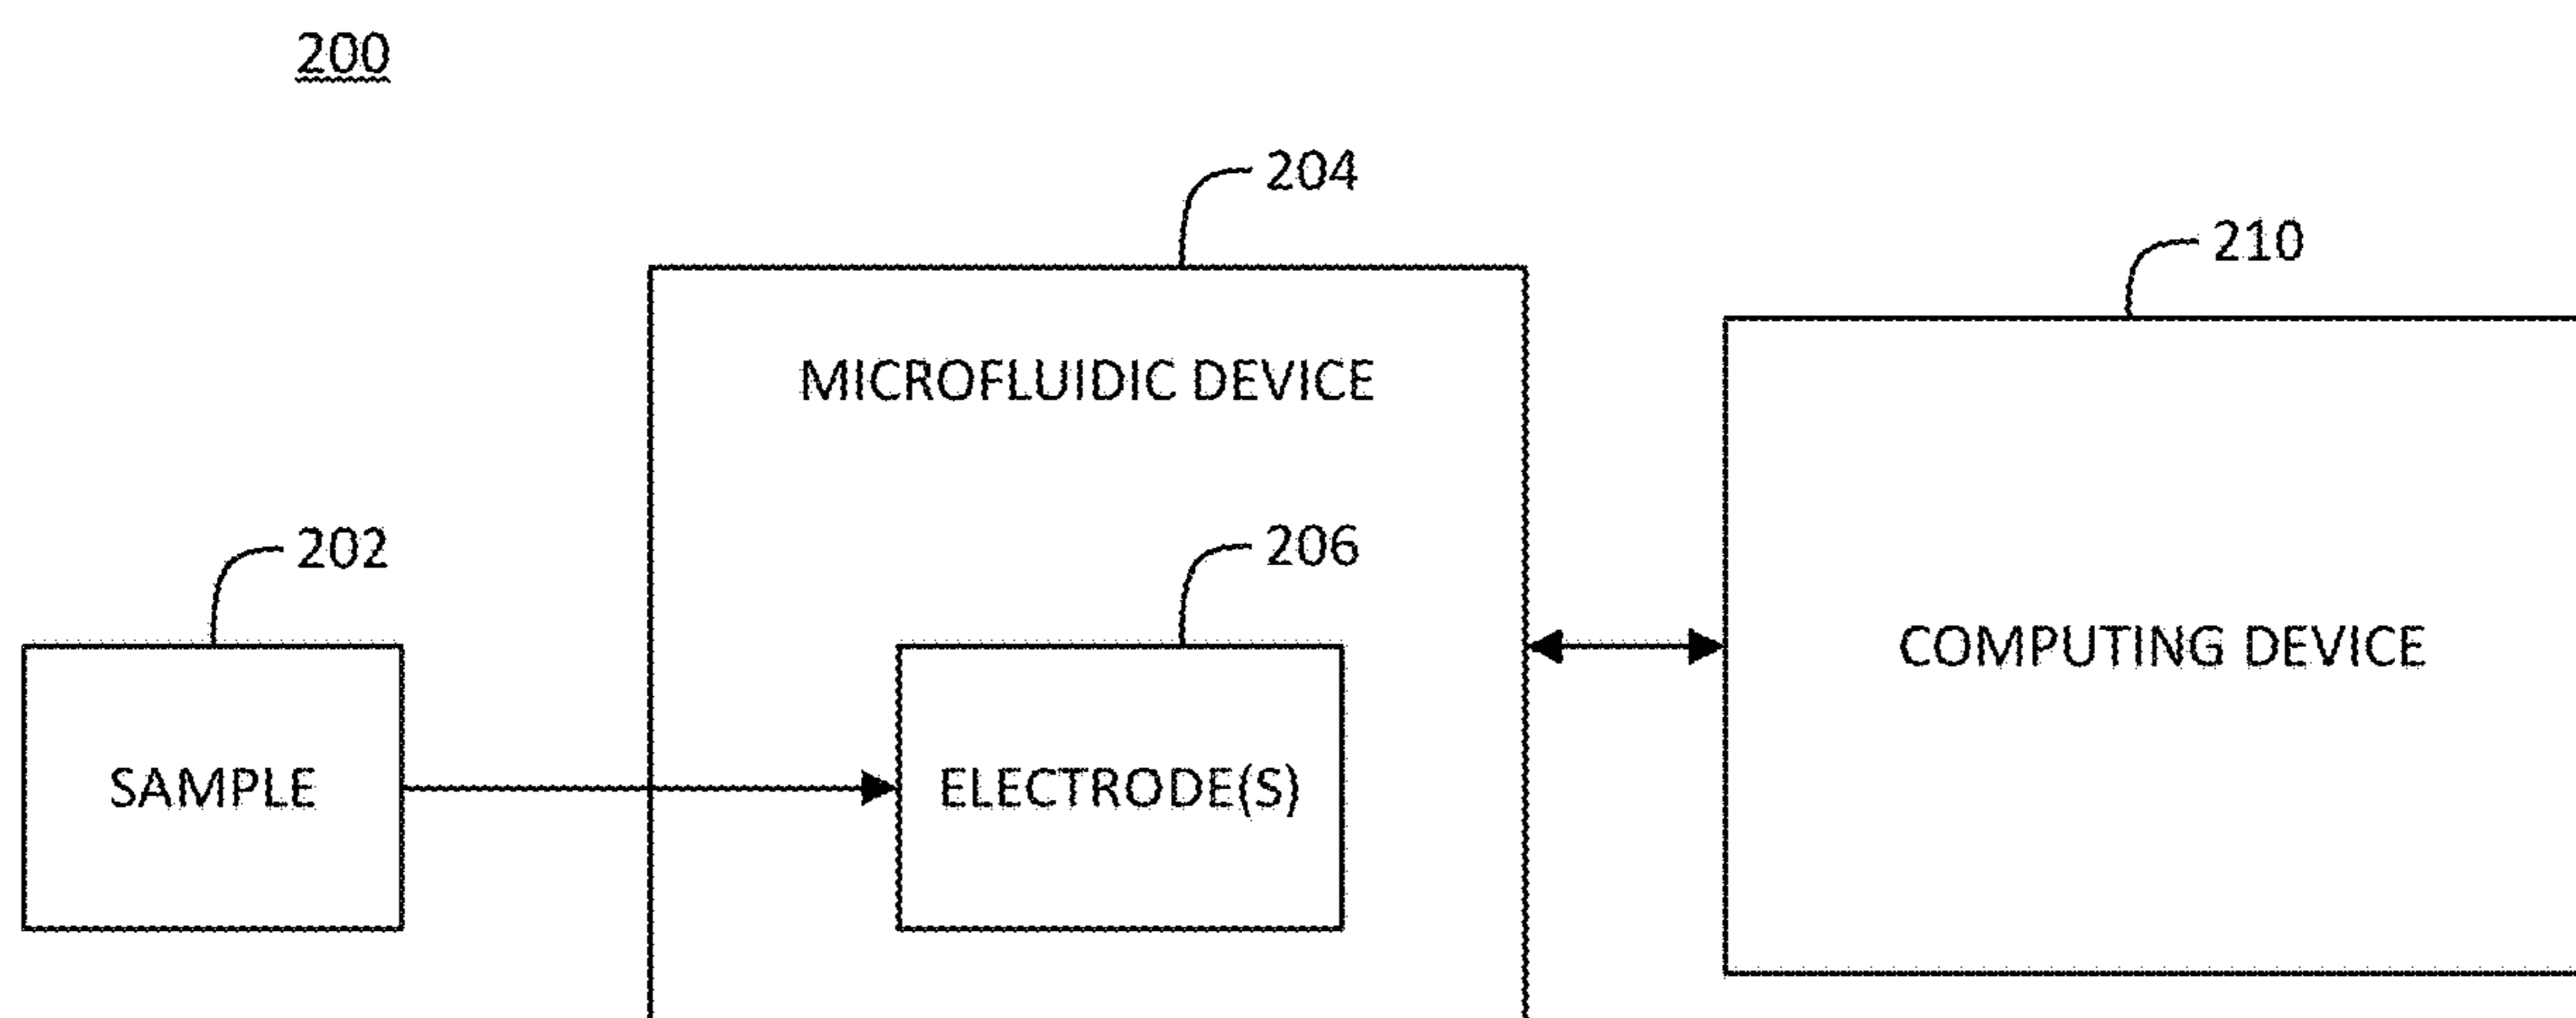 200
204
210
MICROFLUIDIC DEVICE
202
206
COMPUTING DEVICE
SAMPLE
ELECTRODE(S)